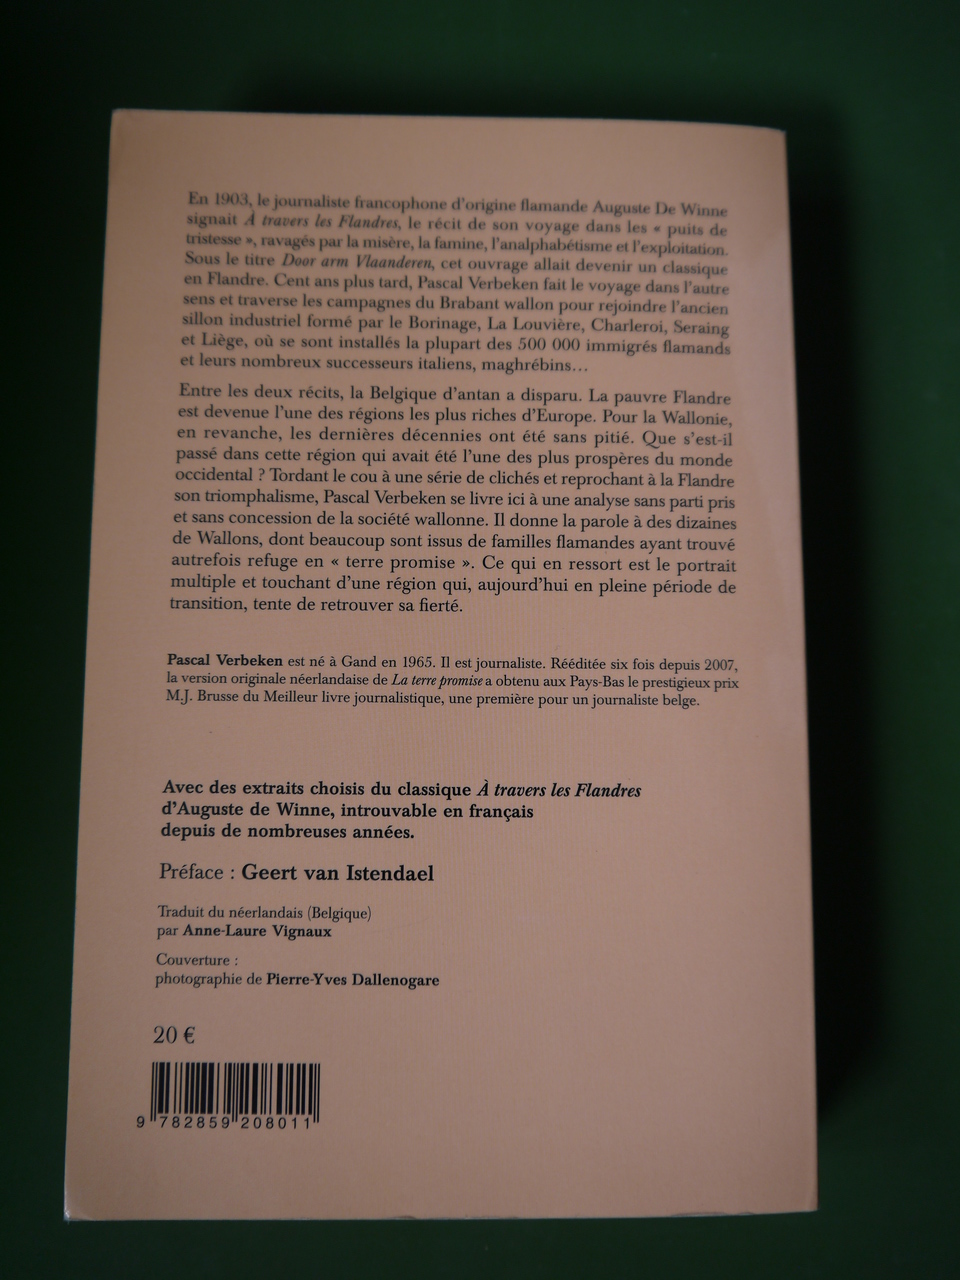 En 1903, le journaliste francophone d'origine flamande Auguste De Winne
signait À travers les Flandres, le récit de son voyage dans les « puits de
tristesse », ravagés par la misère, la famine, l'analphabétisme et l'exploitation.
Sous le titre Door arm Vlaanderen, cet ouvrage allait devenir un classique
en Flandre. Cent ans plus tard, Pascal Verbeken fait le voyage dans l'autre
sens et traverse les campagnes du Brabant wallon pour rejoindre l'ancien
sillon industriel formé par le Borinage, La Louvière, Charleroi, Seraing
et Liège, où se sont installés la plupart des 500 000 immigrés flamands
et leurs nombreux successeurs italiens, maghrébins...
Entre les deux récits, la Belgique d'antan a disparu. La pauvre Flandre
est devenue l'une des régions les plus riches d'Europe. Pour la Wallonie,
en revanche, les dernières décennies ont été sans pitié. Que s'est-il
passé dans cette région qui avait été l'une des plus prospères du monde
occidental ? Tordant le cou à une série de clichés et reprochant à la Flandre
son triomphalisme, Pascal Verbeken se livre ici à une analyse sans parti pris
et sans concession de la société wallonne. Il donne la parole à des dizaines
de Wallons, dont beaucoup sont issus de familles flamandes ayant trouvé
autrefois refuge en « terre promise ». Ce qui en ressort est le portrait
multiple et touchant d'une région qui, aujourd'hui en pleine période de
transition, tente de retrouver sa fierté.
Pascal Verbeken est né à Gand en 1965. Il est journaliste. Rééditée six fois depuis 2007,
la version originale néerlandaise de La terre promise a obtenu aux Pays-Bas le prestigieux prix
M.J. Brusse du Meilleur livre journalistique, une première pour un journaliste belge.
Avec des extraits choisis du classique À travers les Flandres
d'Auguste de Winne, introuvable en français
depuis de nombreuses années.
Préface : Geert van Istendael
Traduit du néerlandais (Belgique)
par Anne-Laure Vignaux
Couverture :
photographie de Pierre-Yves Dallenogare
20 €
9 782859 208011